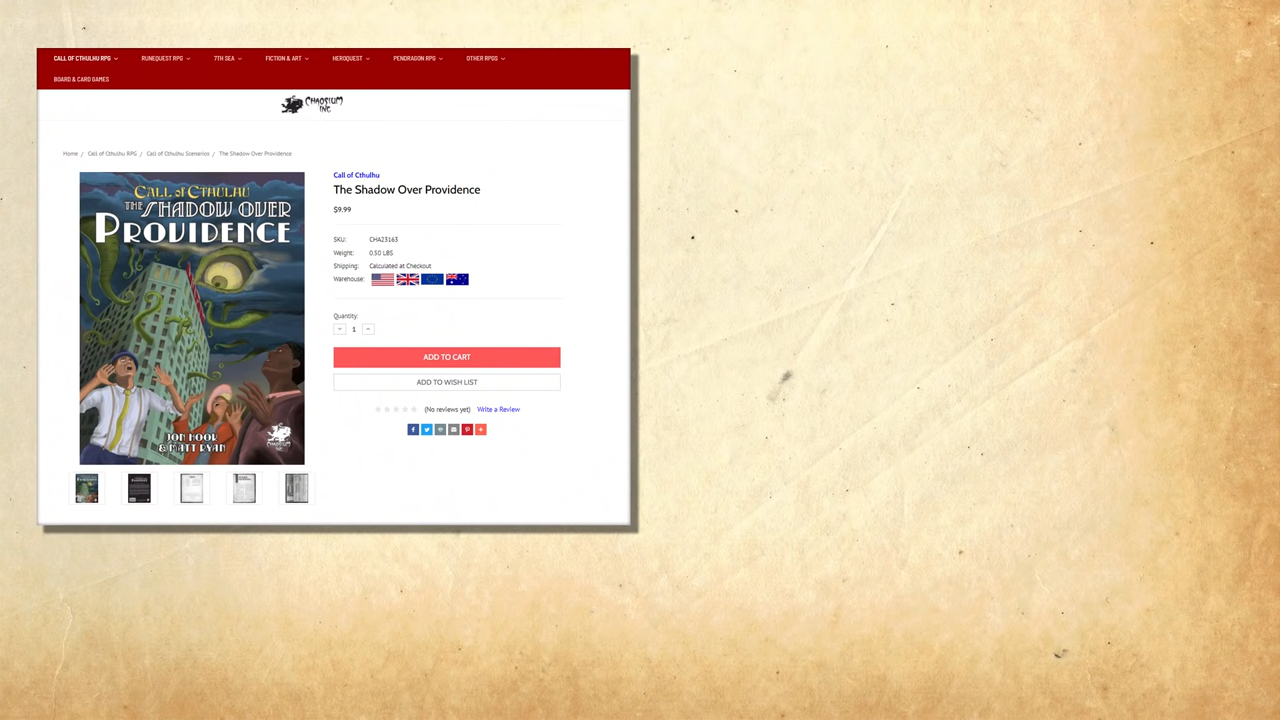 CALL OF CTHULHU RPG RUNEQUEST RPG 7TH SEA FICTION & ART HEROQUEST PENDRAGON RPG OTHER RPGS
BOARD & CARD GAMES
CHAOSIUM
INC
Home / Call of Cthulhu RPG / Call of Cthulhu Scenarios / The Shadow Over Providence
CALL of CTHULHU
THE SHADOW OVER
PROVIDENCE
JON HOOK
& MATT RYAN
CHAOSIUM
Call of Cthulhu
The Shadow Over Providence
$9.99
SKU: CHA23163
Weight: 0.50 LBS
Shipping: Calculated at Checkout
Warehouse:
Quantity:
1
ADD TO CART
ADD TO WISH LIST
(No reviews yet) Write a Review